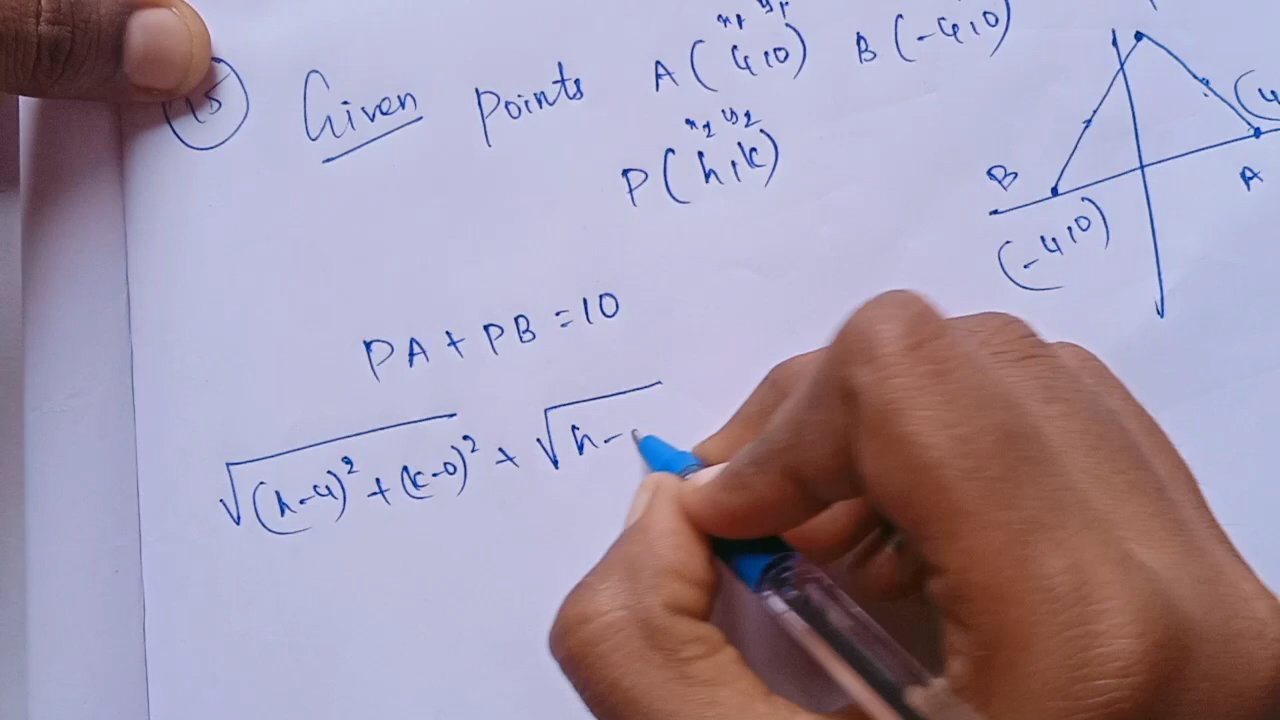 x₁ y₁
15 Given Points A(4,0) B(-4,0)
x₂ y₂
P(h,k)
B
A
(4
(-4,0)
PA + PB = 10
√(h-4)² + (k-0)² + √h-